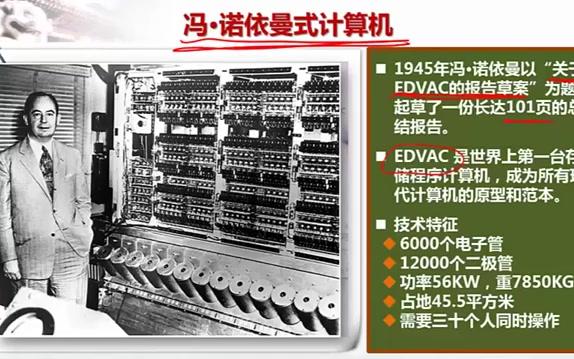 冯•诺依曼式计算机
■ 1945年冯•诺依曼以“关于
EDVAC的报告草案”为题
起草了一份长达101页的总
结报告。
■ EDVAC 是世界上第一台存
储程序计算机，成为所有现
代计算机的原型和范本。
■ 技术特征
◆ 6000个电子管
◆ 12000个二极管
◆ 功率56KW，重7850KG
◆ 占地45.5平方米
◆ 需要三十个人同时操作